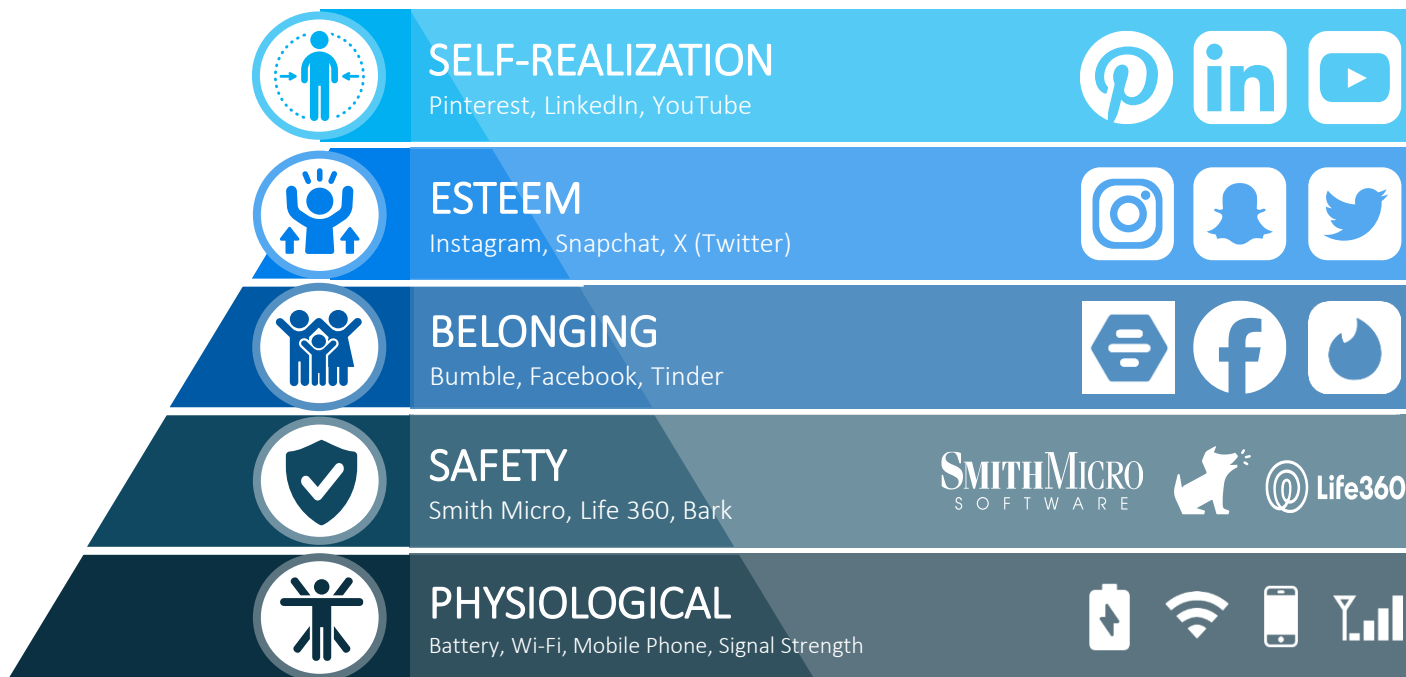 SELF-REALIZATION
Pinterest, LinkedIn, YouTube
in
ESTEEM
Instagram, Snapchat, X (Twitter)
BELONGING
Bumble, Facebook, Tinder
f
SAFETY
Smith Micro, Life 360, Bark
SMITHMICRO
SOFTWARE
Life360
PHYSIOLOGICAL
Battery, Wi-Fi, Mobile Phone, Signal Strength